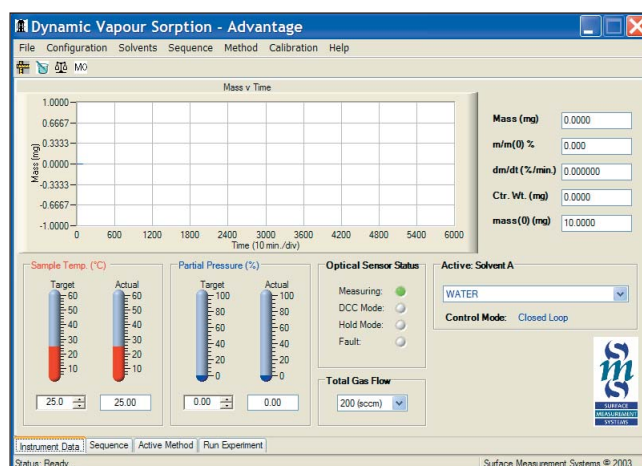 Dynamic Vapour Sorption - Advantage
File Configuration Solvents Sequence Method Calibration Help
MO
Mass v Time
Mass (mg)
1.0000
0.6667
0.3333
0.0000
-0.3333
-0.6667
-1.0000
0 600 1200 1800 2400 3000 3600 4200 4800 5400 6000
Time (10 min./div)
Mass (mg) 0.0000
m/m(0) % 0.000
dm/dt (%/min.) 0.000000
Ctr. Wt. (mg) 0.0000
mass(0) (mg) 10.0000
Sample Temp. (°C)
Target Actual
60 60
50 50
40 40
30 30
20 20
10 10
25.0 25.00
Partial Pressure (%)
Target Actual
100 100
80 80
60 60
40 40
20 20
0 0
0.00 0.00
Optical Sensor Status
Measuring:
DCC Mode:
Hold Mode:
Fault:
Total Gas Flow
200 (sccm)
Active: Solvent A
WATER
Control Mode: Closed Loop
SmS
SURFACE
MEASUREMENT
SYSTEMS
Instrument Data Sequence Active Method Run Experiment
Status: Ready Surface Measurement Systems © 2003